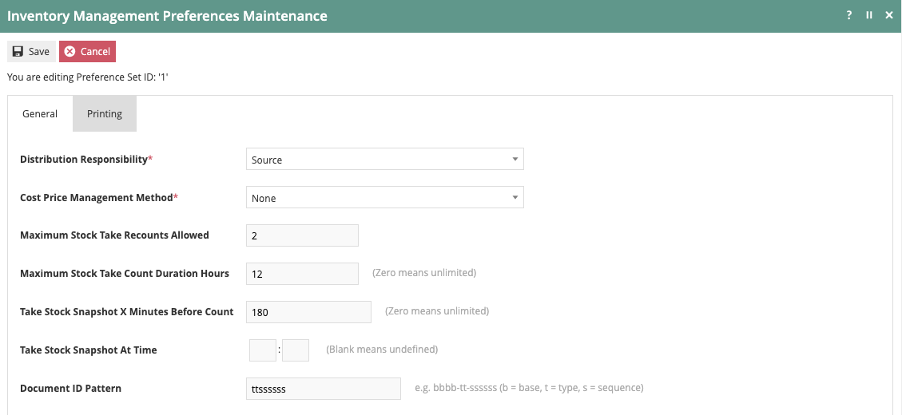 Inventory Management Preferences Maintenance ?
Save Cancel
You are editing Preference Set ID: '1'
General Printing
Distribution Responsibility* Source
Cost Price Management Method* None
Maximum Stock Take Recounts Allowed 2
Maximum Stock Take Count Duration Hours 12 (Zero means unlimited)
Take Stock Snapshot X Minutes Before Count 180 (Zero means unlimited)
Take Stock Snapshot At Time : (Blank means undefined)
Document ID Pattern ttssssss e.g. bbbb-tt-ssssss (b = base, t = type, s = sequence)